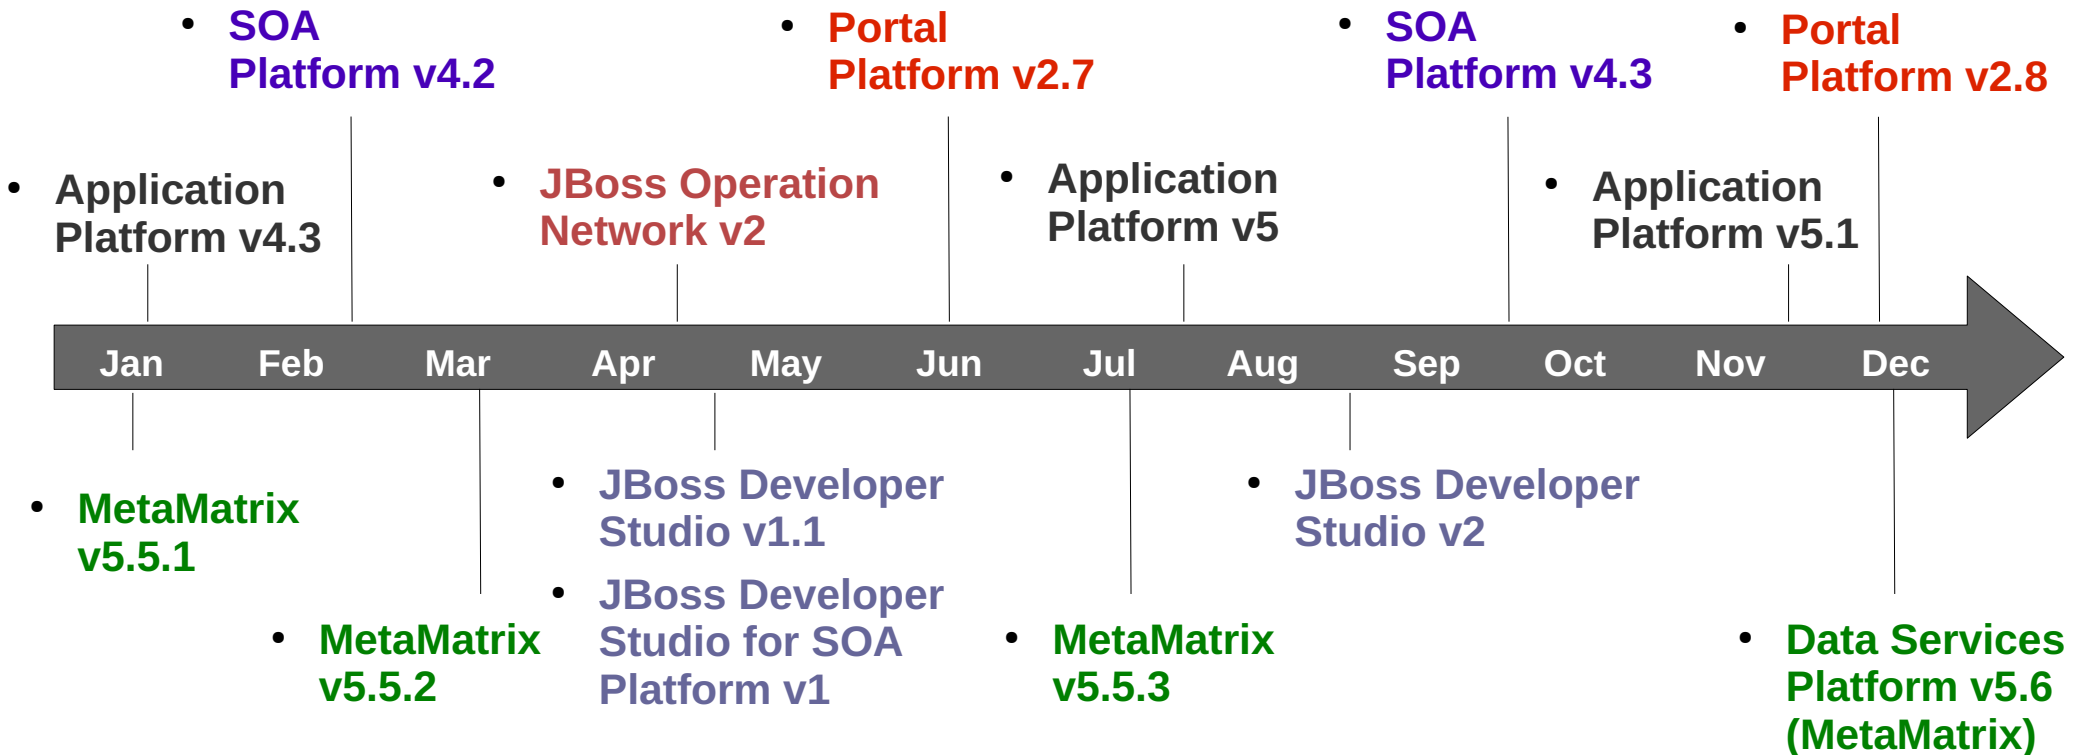 • SOA
Platform v4.2
• Portal
Platform v2.7
• SOA
Platform v4.3
• Portal
Platform v2.8
• Application
Platform v4.3
• JBoss Operation
Network v2
• Application
Platform v5
• Application
Platform v5.1
Jan Feb Mar Apr May Jun Jul Aug Sep Oct Nov Dec
• MetaMatrix
v5.5.1
• MetaMatrix
v5.5.2
• JBoss Developer
Studio v1.1
• JBoss Developer
Studio for SOA
Platform v1
• MetaMatrix
v5.5.3
• JBoss Developer
Studio v2
• Data Services
Platform v5.6
(MetaMatrix)